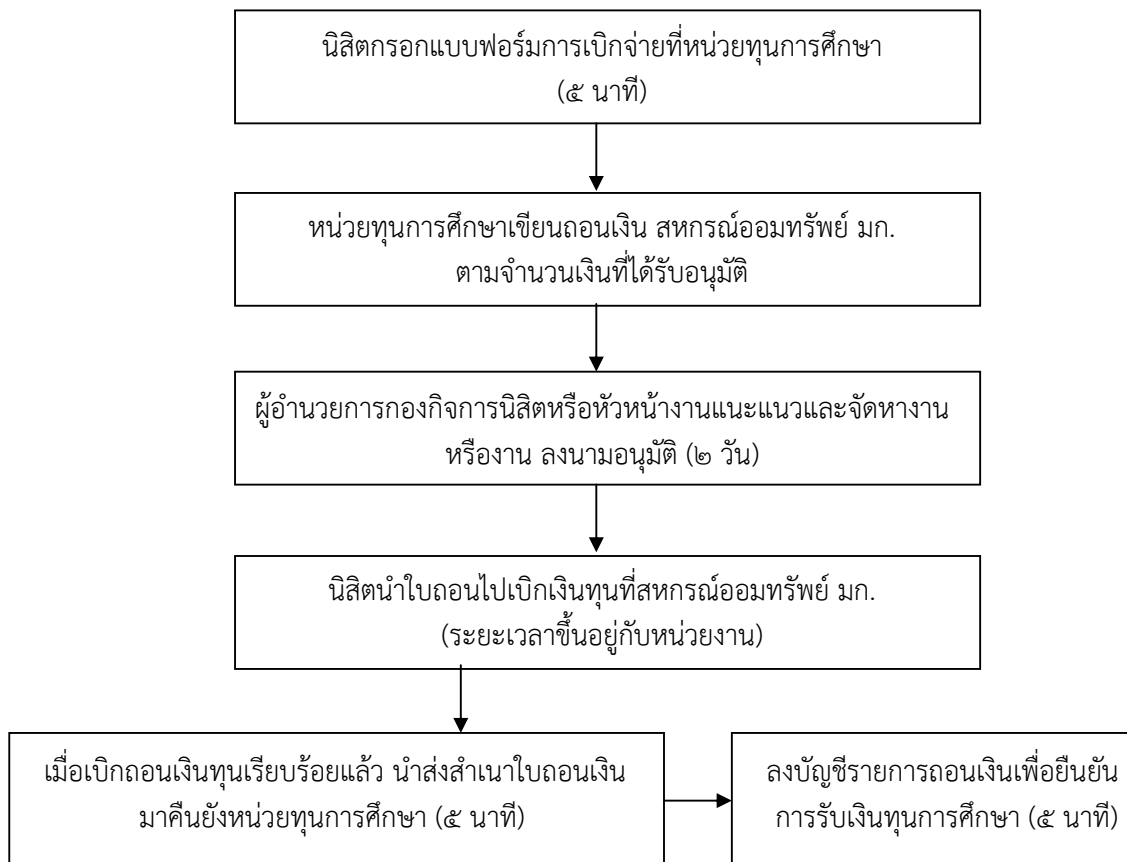 นิสิตกรอกแบบฟอร์มการเบิกจ่ายที่หน่วยทุนการศึกษา
(๕ นาที)
หน่วยทุนการศึกษาเขียนถอนเงิน สหกรณ์ออมทรัพย์ มก.
ตามจำนวนเงินที่ได้รับอนุมัติ
ผู้อำนวยการกองกิจการนิสิตหรือหัวหน้างานแนะแนวและจัดหางาน
หรืองาน ลงนามอนุมัติ (๒ วัน)
นิสิตนำใบถอนไปเบิกเงินทุนที่สหกรณ์ออมทรัพย์ มก.
(ระยะเวลาขึ้นอยู่กับหน่วยงาน)
เมื่อเบิกถอนเงินทุนเรียบร้อยแล้ว นำส่งสำเนาใบถอนเงิน
มาคืนยังหน่วยทุนการศึกษา (๕ นาที)
ลงบัญชีรายการถอนเงินเพื่อยืนยัน
การรับเงินทุนการศึกษา (๕ นาที)